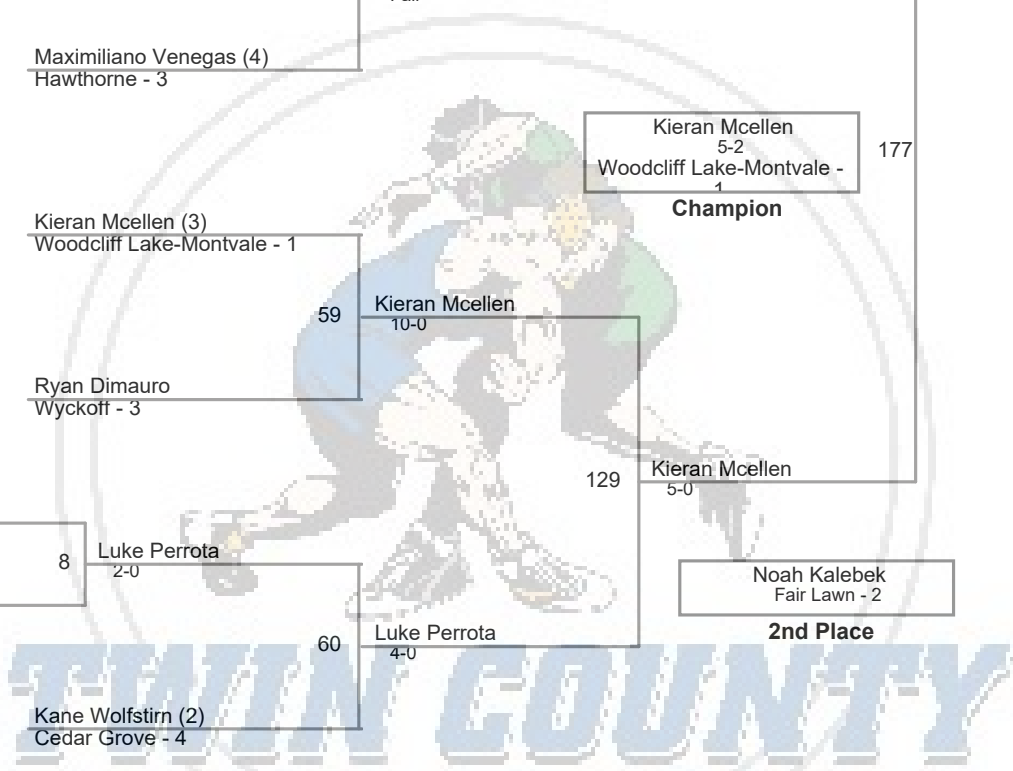 Maximiliano Venegas (4)
Hawthorne - 3
Kieran Mcellen
5-2
Woodcliff Lake-Montvale -
177
Champion
Kieran Mcellen (3)
Woodcliff Lake-Montvale - 1
59
Kieran Mcellen
10-0
Ryan Dimauro
Wyckoff - 3
129
Kieran Mcellen
5-0
8
Luke Perrota
2-0
Noah Kalebek
Fair Lawn - 2
2nd Place
60
Luke Perrota
4-0
Kane Wolfstirn (2)
Cedar Grove - 4
TWIN COUNTY